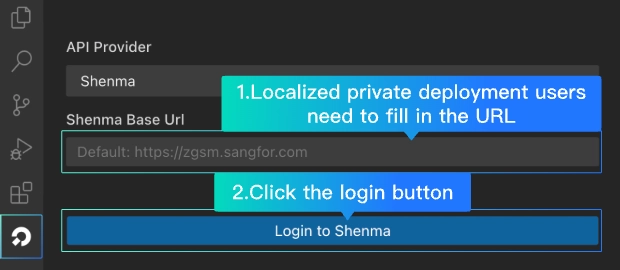 API Provider
Shenma
1.Localized private deployment users
need to fill in the URL
Shenma Base Url
Default: https://zgsm.sangfor.com
2.Click the login button
Login to Shenma